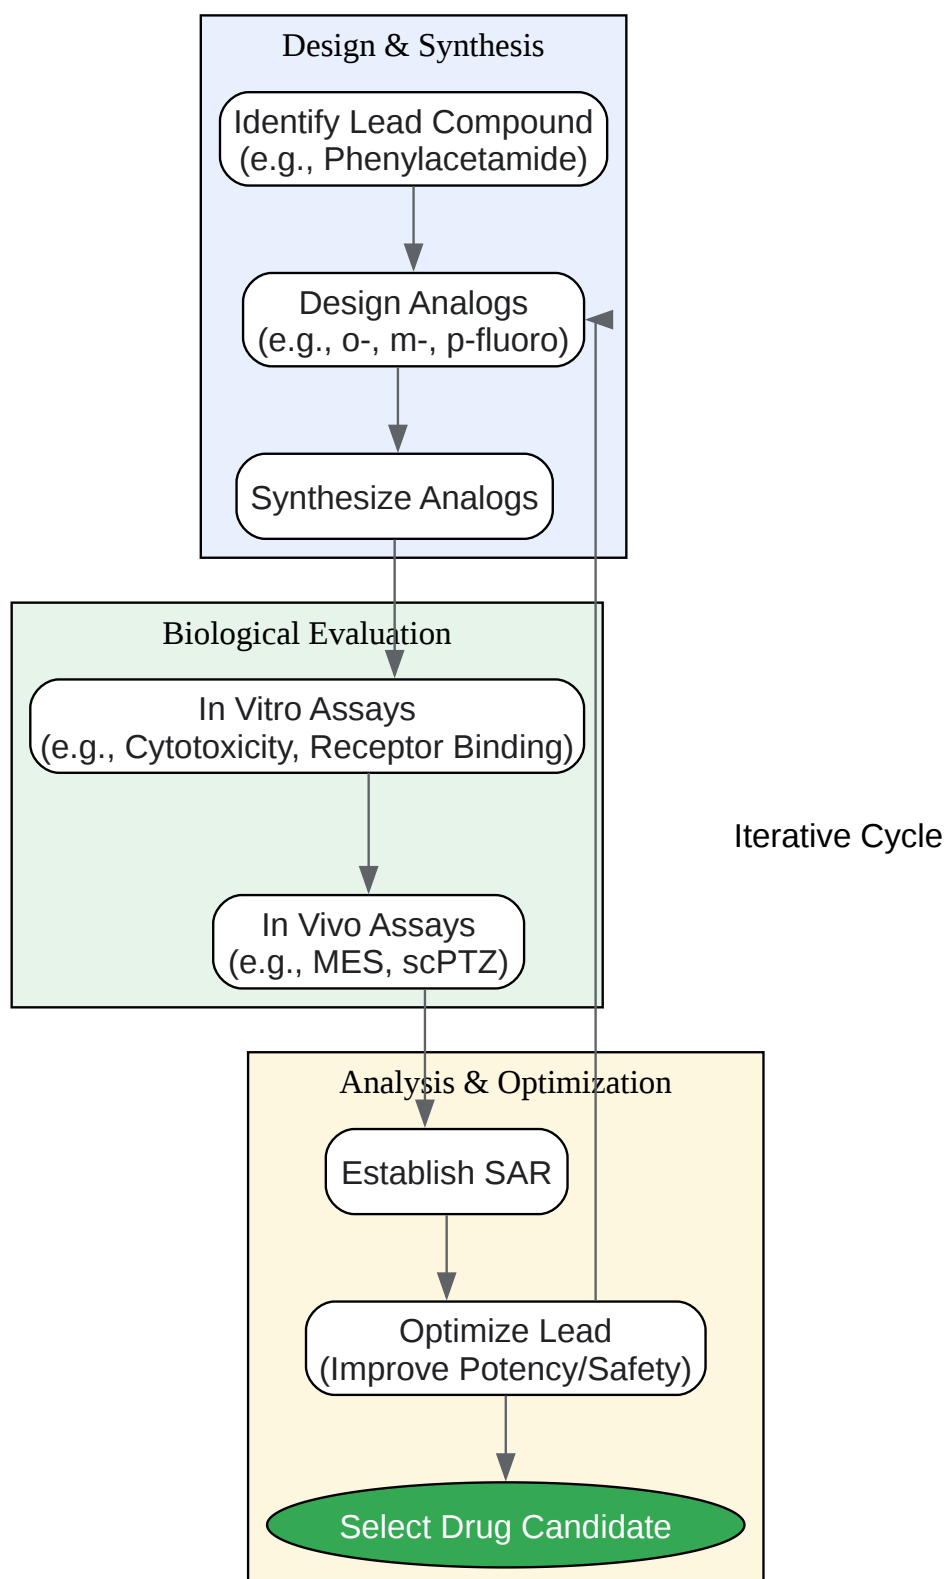 Design & Synthesis
Identify Lead Compound
(e.g., Phenylacetamide)
Design Analogs
(e.g., o-, m-, p-fluoro)
Synthesize Analogs
Biological Evaluation
In Vitro Assays
(e.g., Cytotoxicity, Receptor Binding)
Iterative Cycle
In Vivo Assays
(e.g., MES, scPTZ)
Analysis & Optimization
Establish SAR
Optimize Lead
(Improve Potency/Safety)
Select Drug Candidate